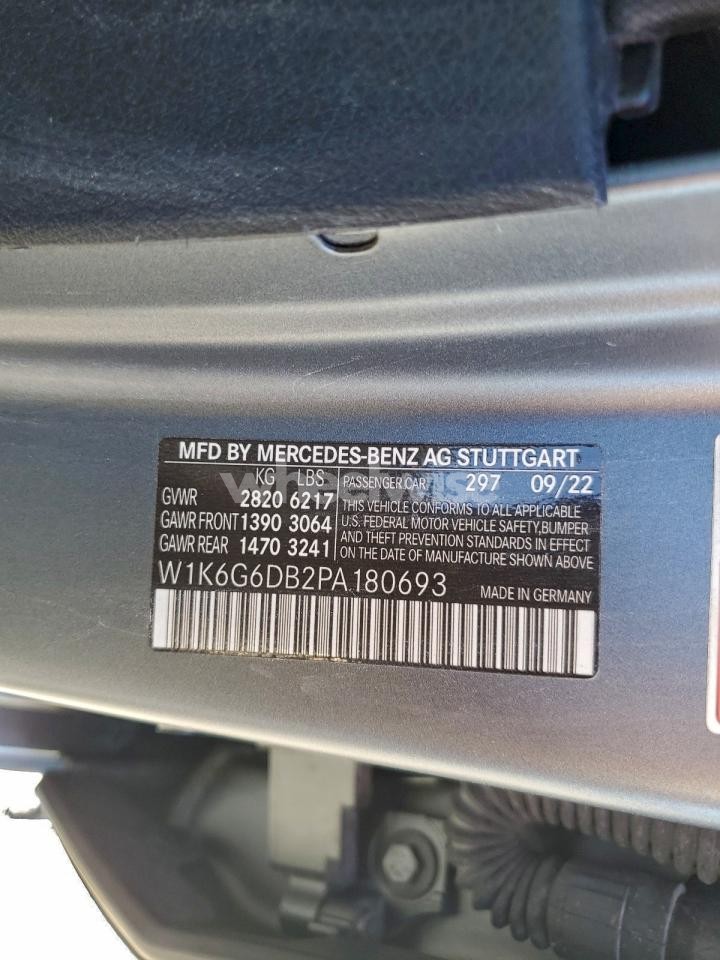 MFD BY MERCEDES-BENZ AG STUTTGART
KG LBS PASSENGER CAR 297 09/22
GVWR 2820 6217 THIS VEHICLE CONFORMS TO ALL APPLICABLE
GAWR FRONT 1390 3064 U.S. FEDERAL MOTOR VEHICLE SAFETY, BUMPER
GAWR REAR 1470 3241 AND THEFT PREVENTION STANDARDS IN EFFECT
ON THE DATE OF MANUFACTURE SHOWN ABOVE
W1K6G6DB2PA180693 MADE IN GERMANY